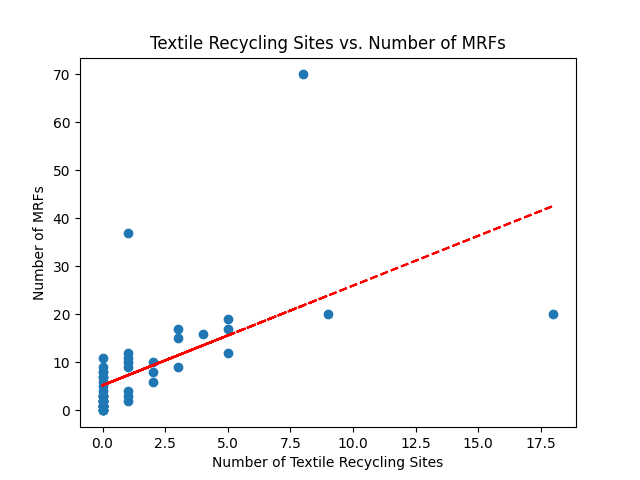 Textile Recycling Sites vs. Number of MRFs
Number of MRFs
70
60
50
40
30
20
10
0
0.0 2.5 5.0 7.5 10.0 12.5 15.0 17.5
Number of Textile Recycling Sites